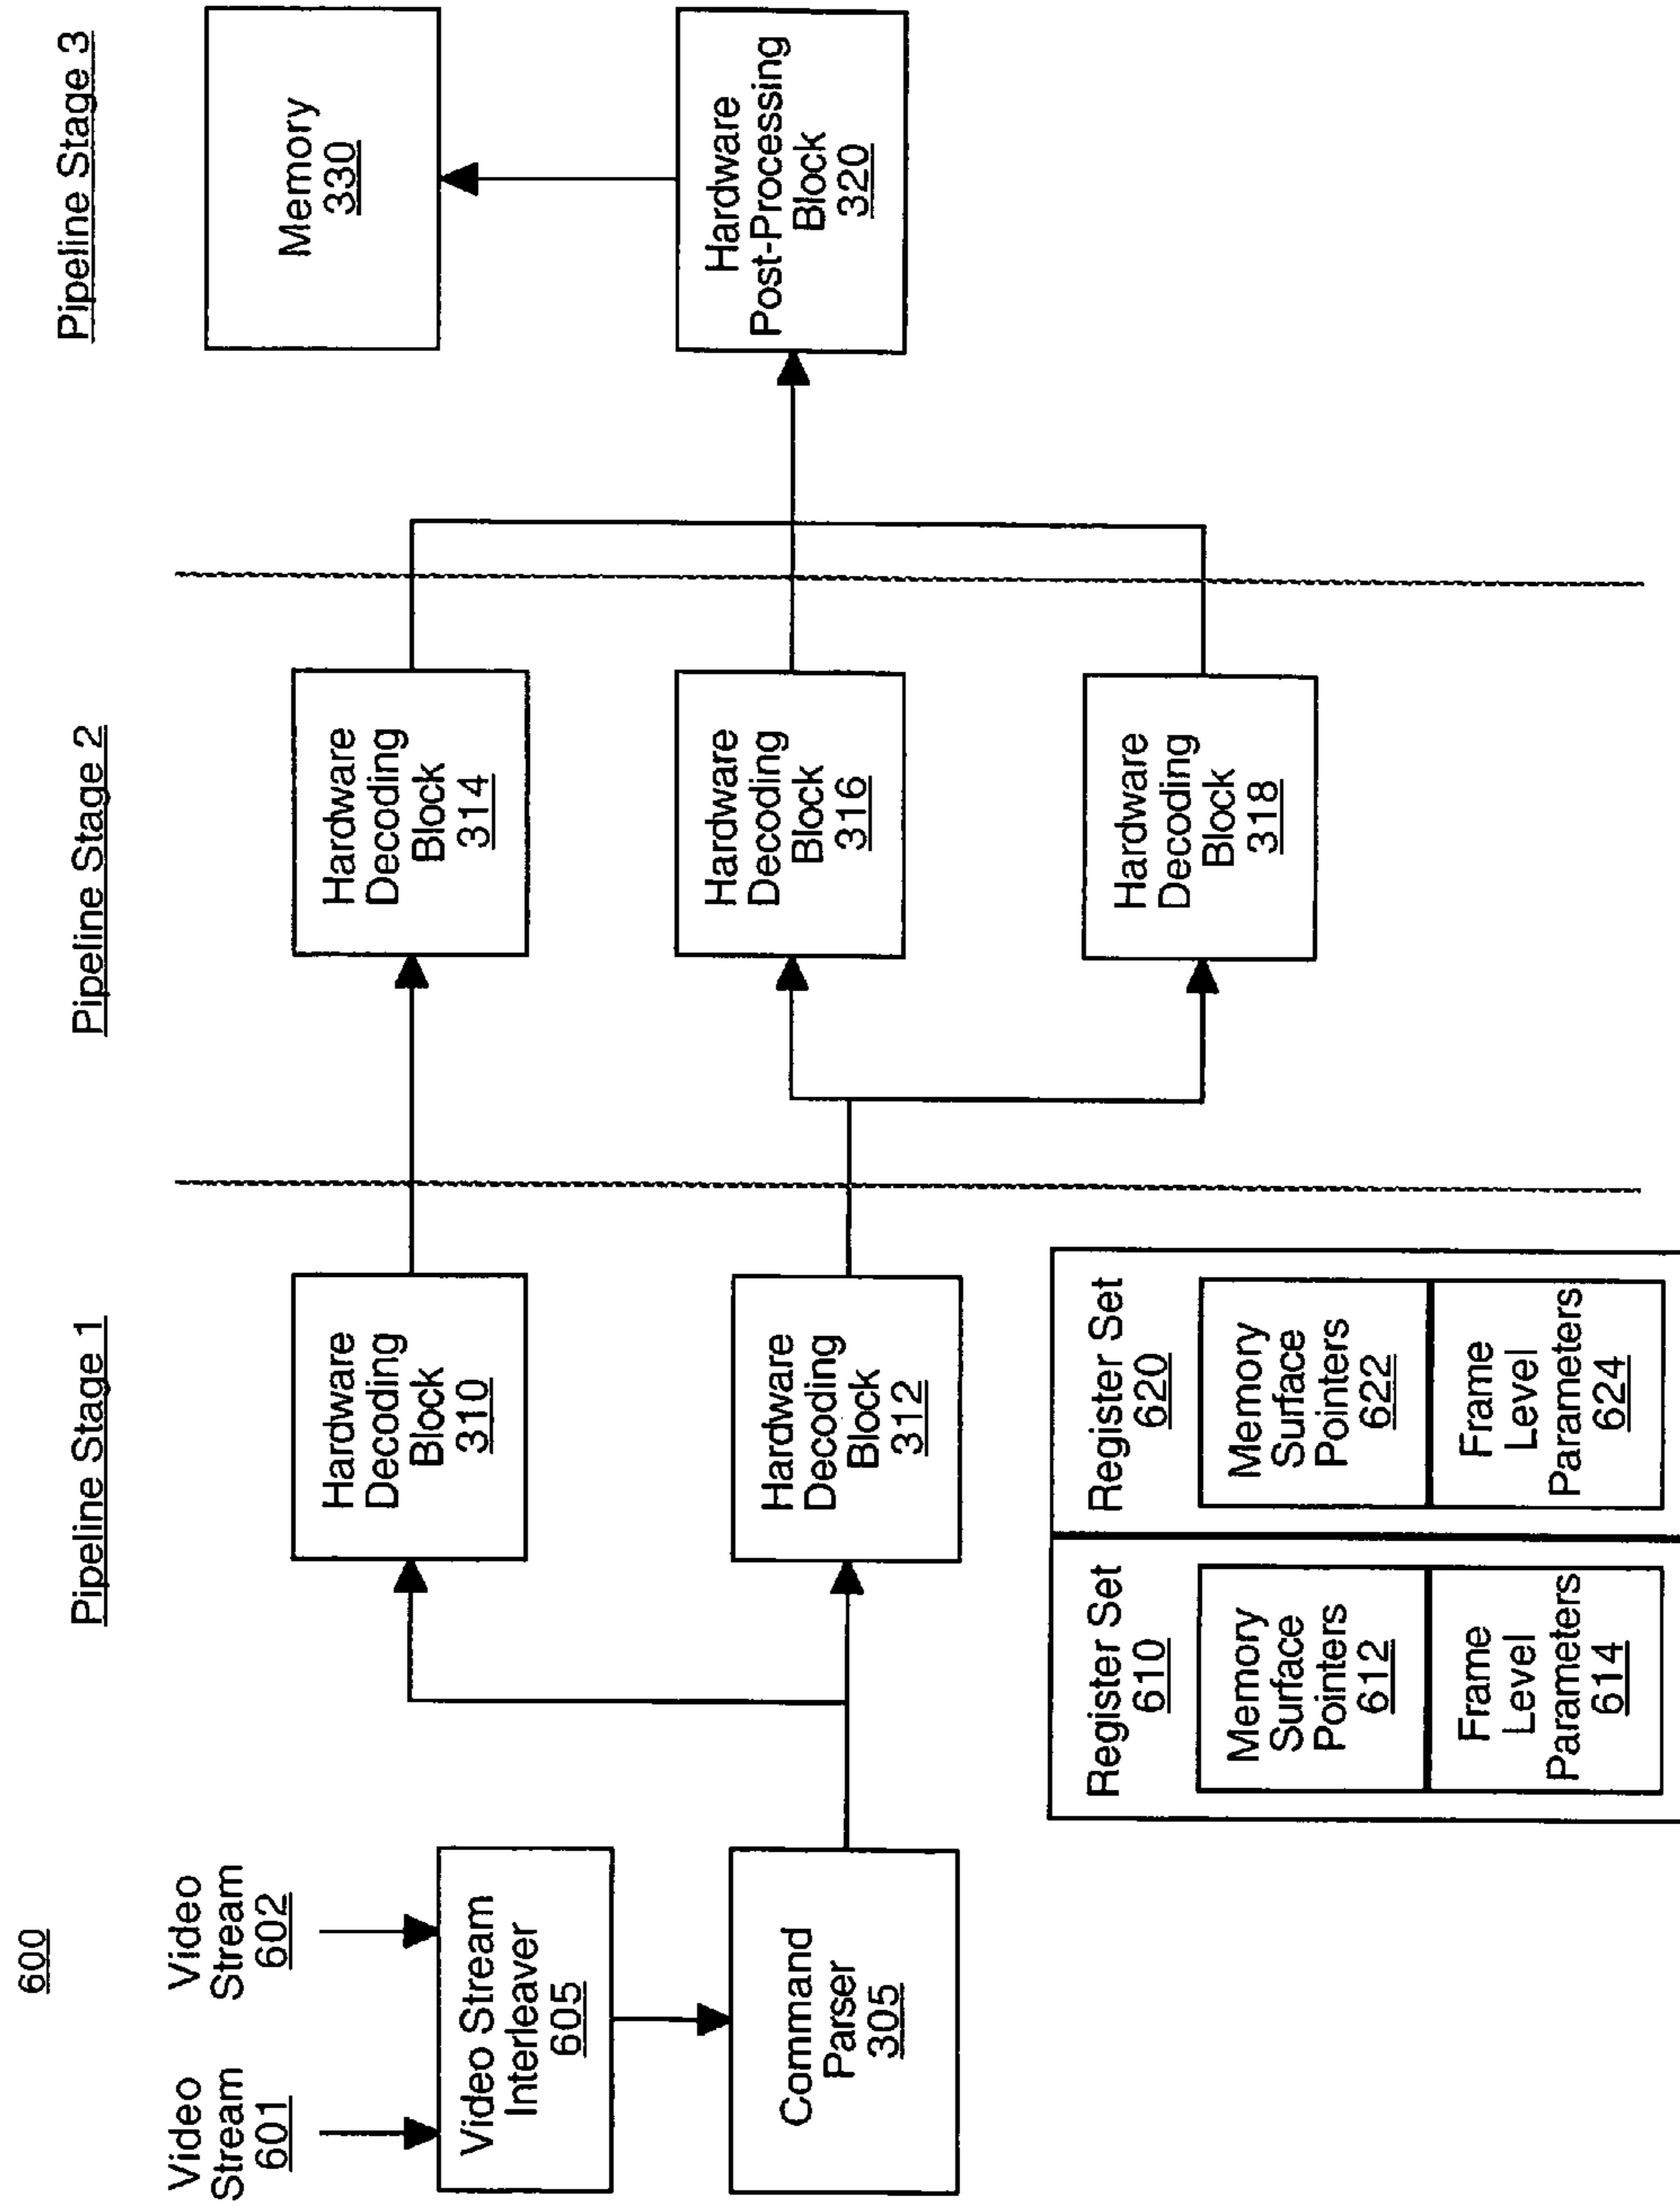 600
Pipeline Stage 1
Pipeline Stage 2
Pipeline Stage 3
Video
Stream
601
Video
Stream
602
Video Stream
Interleaver
605
Command
Parser
305
Hardware
Decoding
Block
310
Hardware
Decoding
Block
312
Hardware
Decoding
Block
314
Hardware
Decoding
Block
316
Hardware
Decoding
Block
318
Memory
330
Hardware
Post-Processing
Block
320
Register Set
610
Memory
Surface
Pointers
612
Frame
Level
Parameters
614
Register Set
620
Memory
Surface
Pointers
622
Frame
Level
Parameters
624